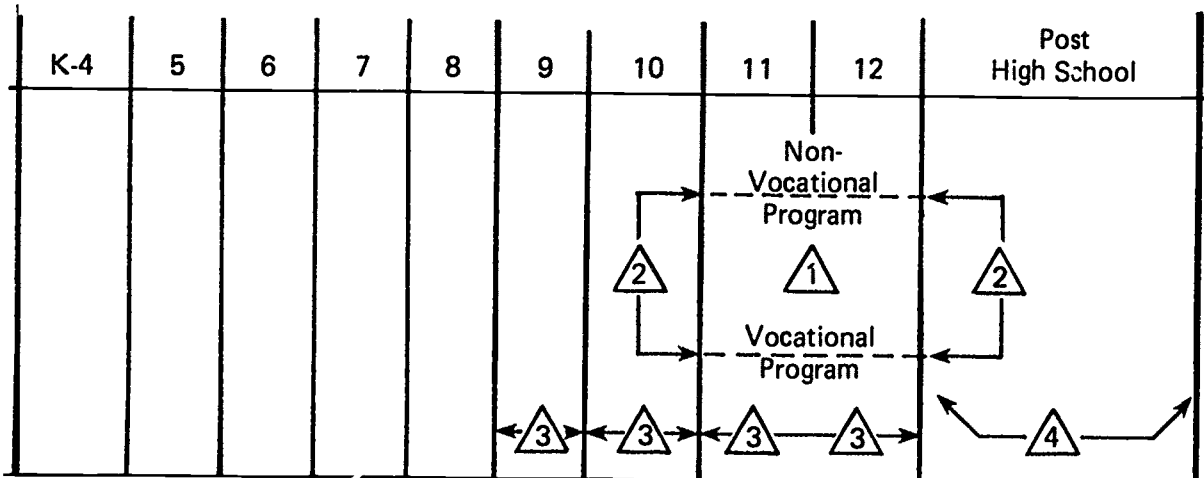 K-4 5 6 7 8 9 10 11 12 Post
High School
Non-
Vocational
Program
2 1 2
Vocational
Program
3 3 3 3 4